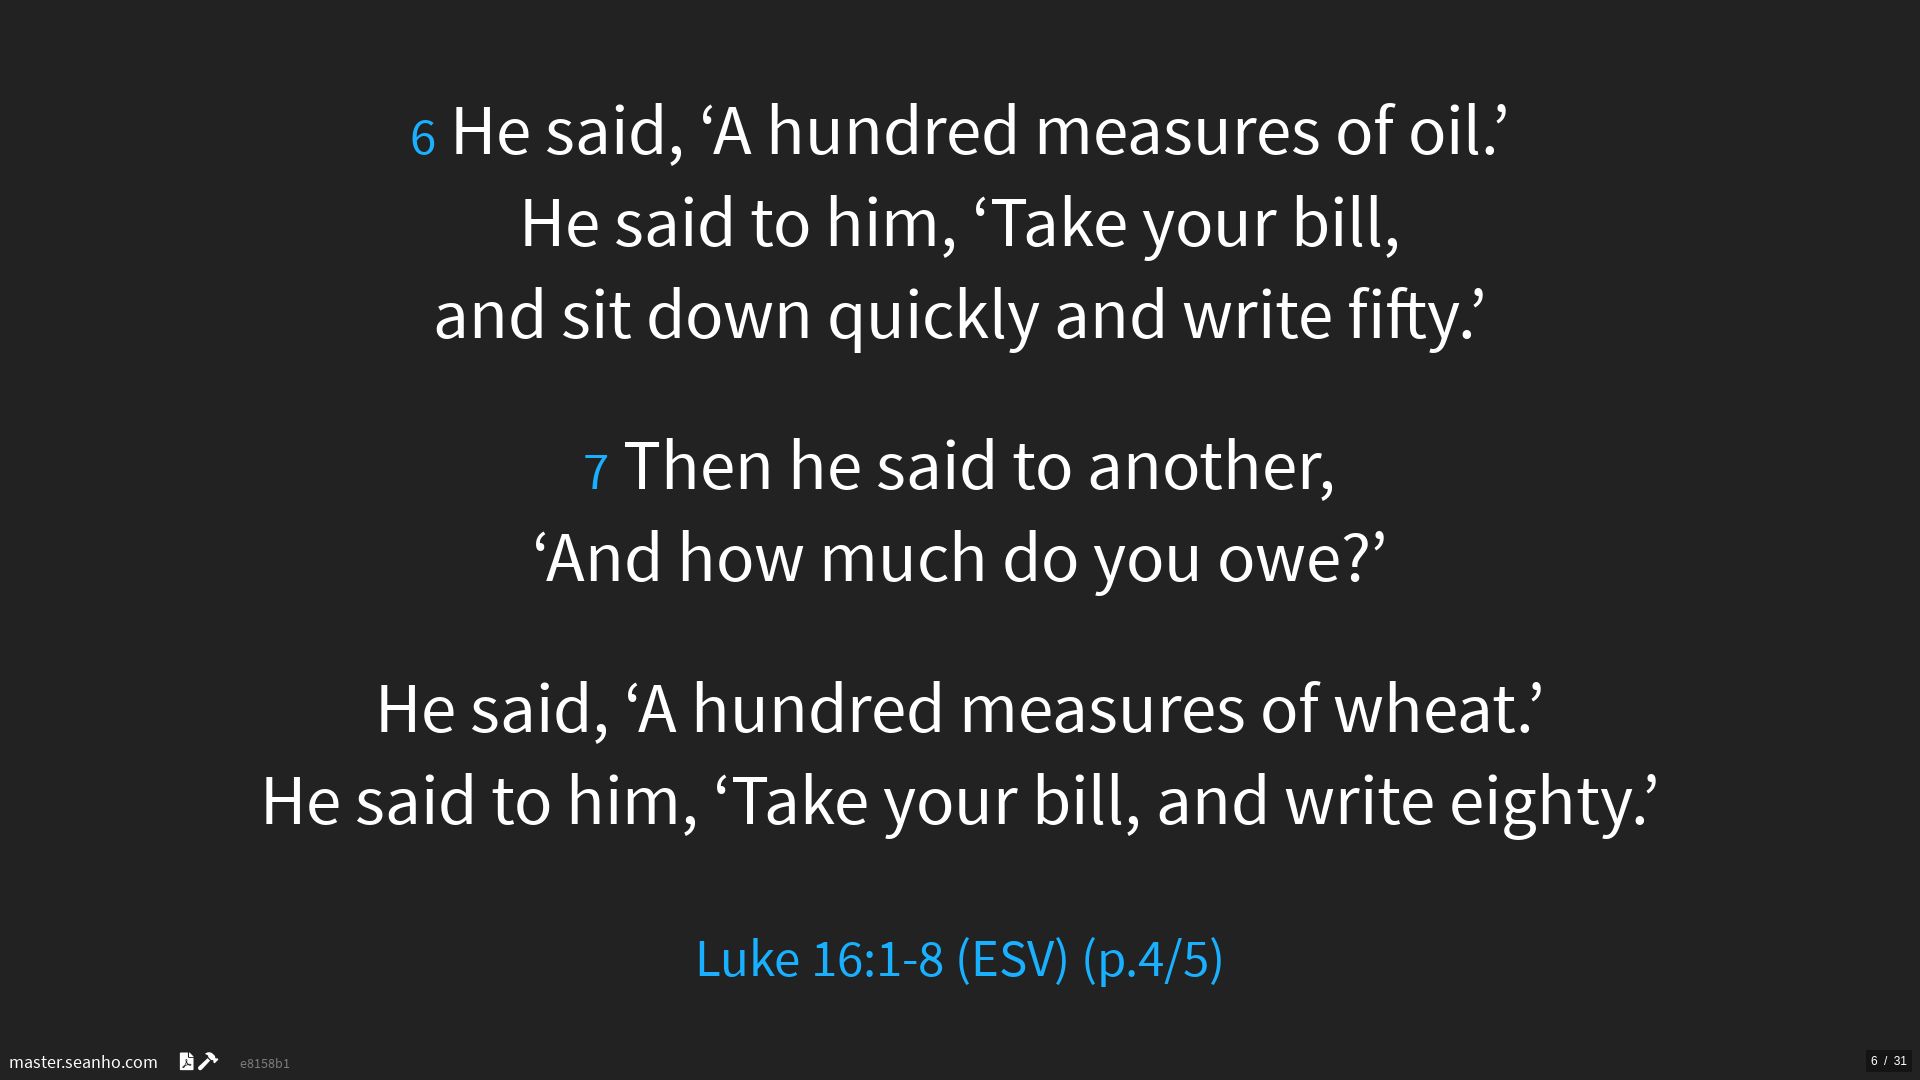 6 He said, ‘A hundred measures of oil.’
He said to him, ‘Take your bill,
and sit down quickly and write fifty.’
7 Then he said to another,
‘And how much do you owe?’
He said, ‘A hundred measures of wheat.’
He said to him, ‘Take your bill, and write eighty.’
Luke 16:1-8 (ESV) (p.4/5)
master.seanho.com e8158b1
6 / 31